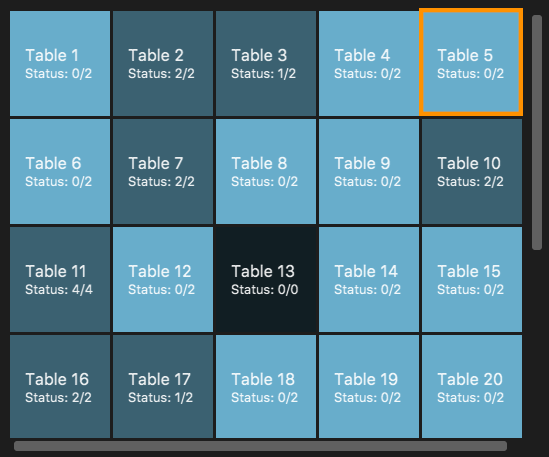 Table 1
Status: 0/2
Table 2
Status: 2/2
Table 3
Status: 1/2
Table 4
Status: 0/2
Table 5
Status: 0/2
Table 6
Status: 0/2
Table 7
Status: 2/2
Table 8
Status: 0/2
Table 9
Status: 0/2
Table 10
Status: 2/2
Table 11
Status: 4/4
Table 12
Status: 0/2
Table 13
Status: 0/0
Table 14
Status: 0/2
Table 15
Status: 0/2
Table 16
Status: 2/2
Table 17
Status: 1/2
Table 18
Status: 0/2
Table 19
Status: 0/2
Table 20
Status: 0/2